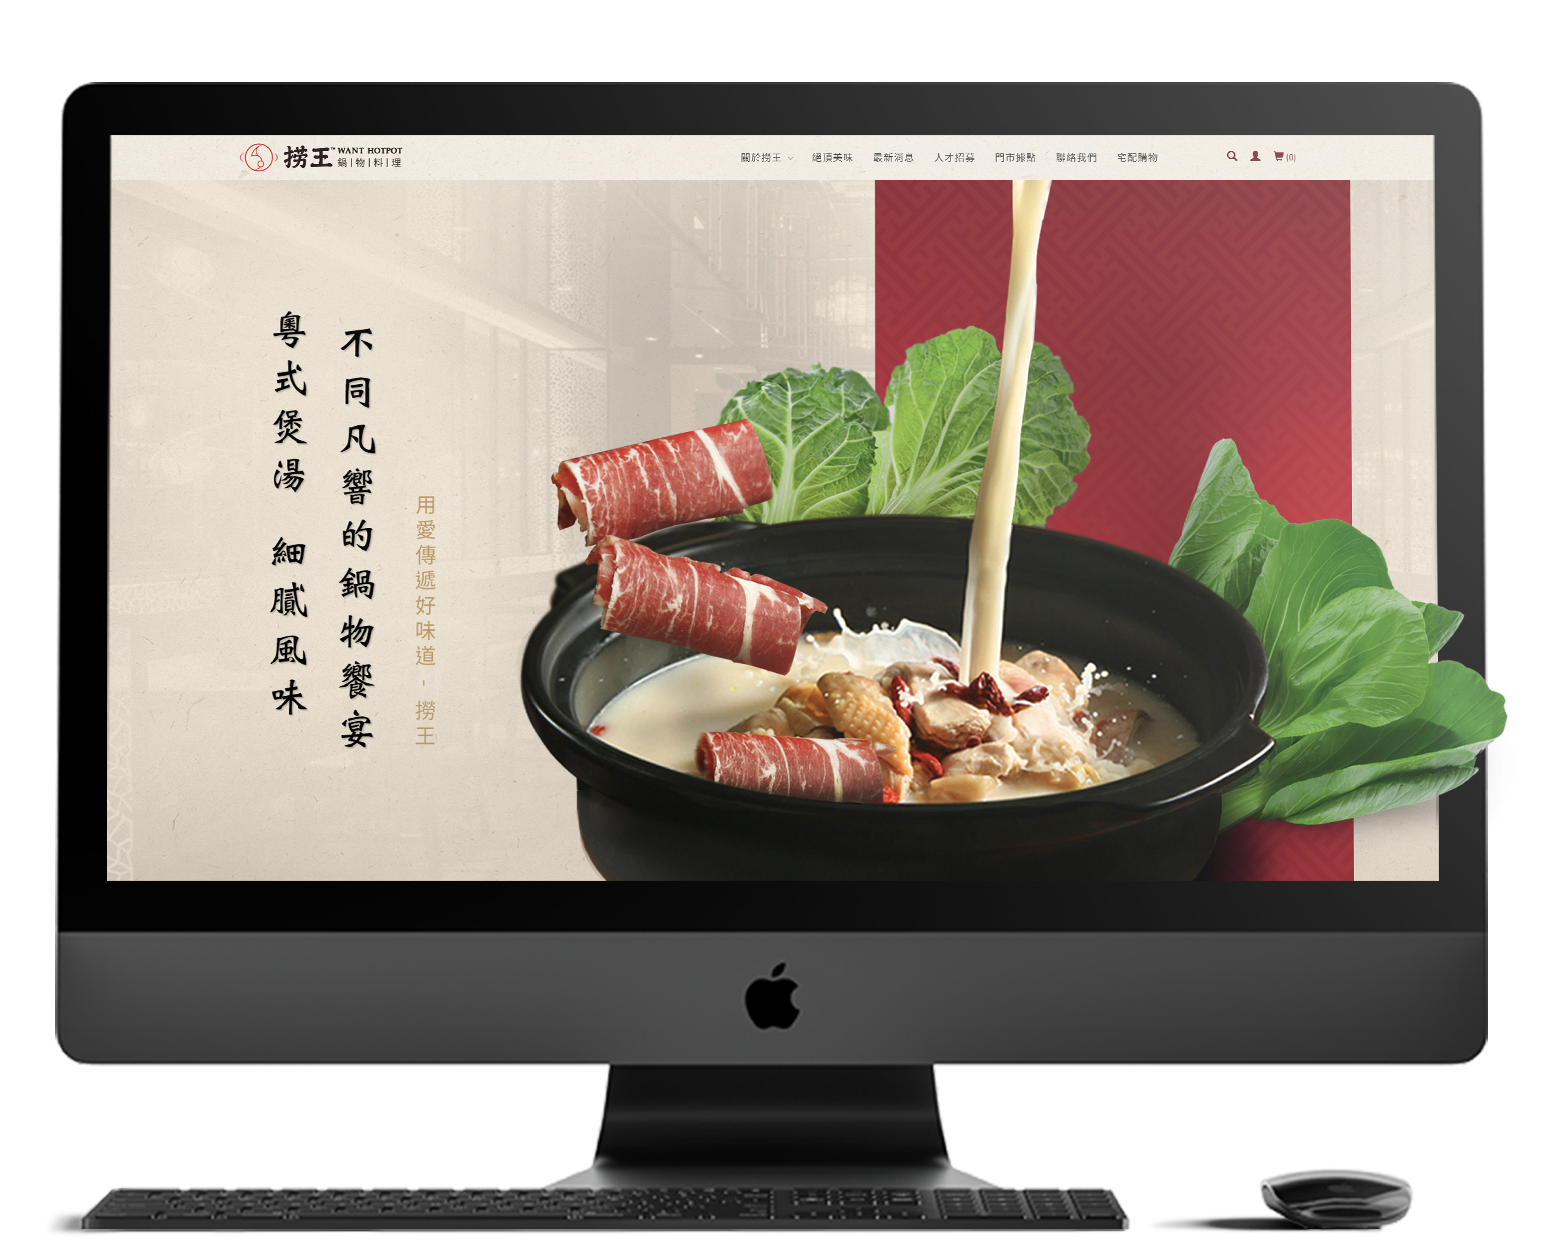 撈王™ WANT HOTPOT
鍋|物|料|理
關於撈王 絕頂美味 最新消息 人才招募 門市據點 聯絡我們 宅配購物
(0)
不同凡響的鍋物饗宴
粵式煲湯 細膩風味
用愛傳遞好味道 - 撈王